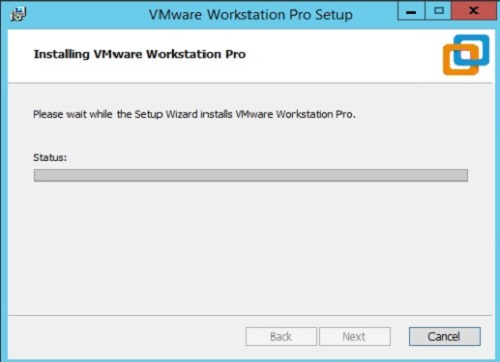 VMware Workstation Pro Setup
Installing VMware Workstation Pro
Please wait while the Setup Wizard installs VMware Workstation Pro.
Status:
Back Next Cancel